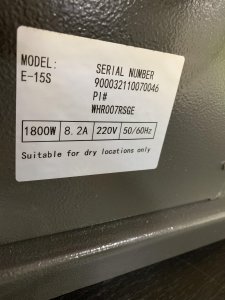 MODEL:
E-15S
SERIAL NUMBER
900032110070046
PI#
WHR007RSGE
1800W 8.2A 220V 50/60Hz
Suitable for dry locations only